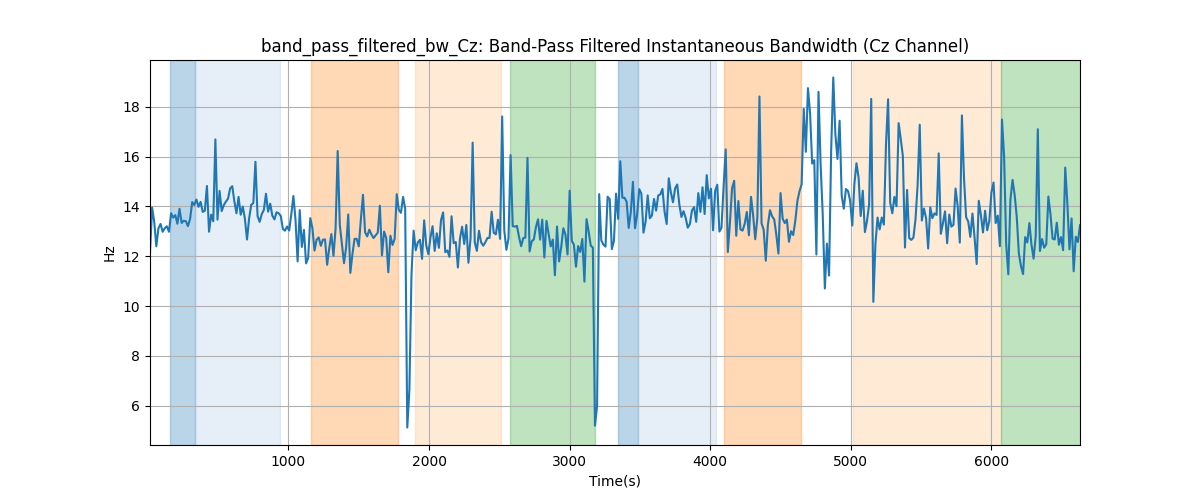 band_pass_filtered_bw_Cz: Band-Pass Filtered Instantaneous Bandwidth (Cz Channel)
Hz
18
16
14
12
10
8
6
1000 2000 3000 4000 5000 6000
Time(s)